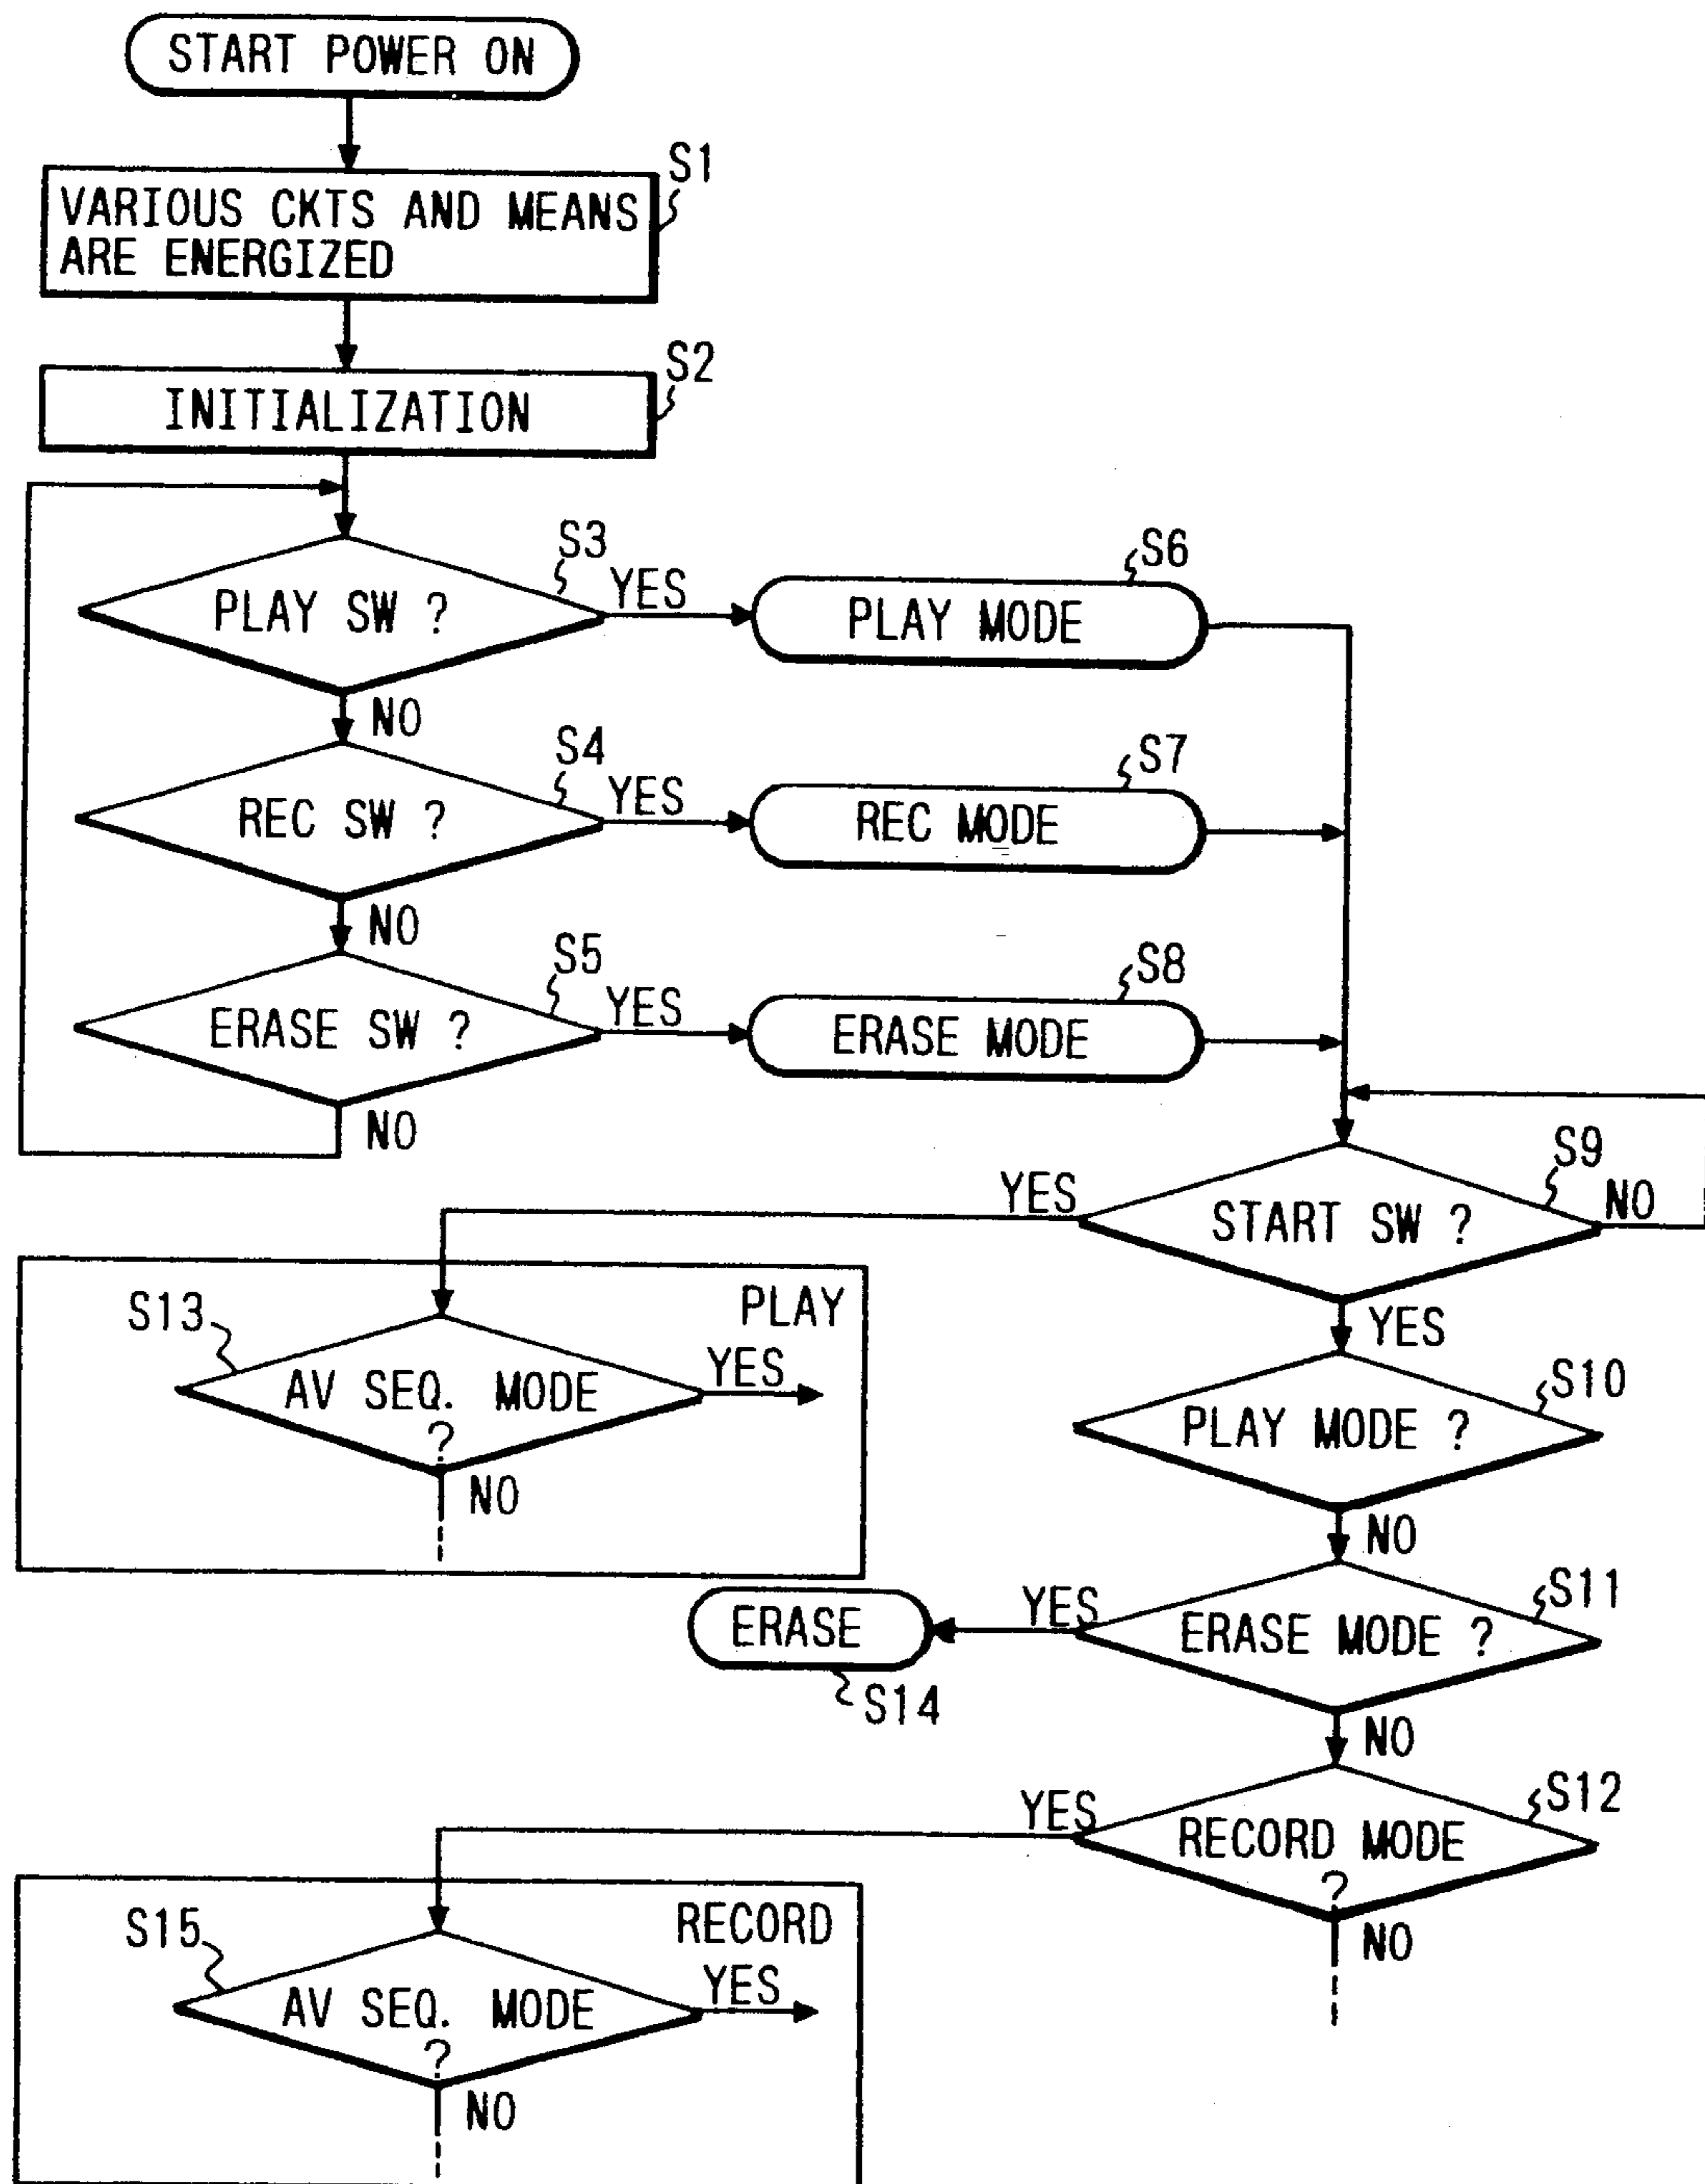 START POWER ON
S1
VARIOUS CKTS AND MEANS
ARE ENERGIZED
S2
INITIALIZATION
S3
PLAY SW ?
YES
S6
PLAY MODE
NO
S4
REC SW ?
YES
S7
REC MODE
NO
S5
ERASE SW ?
YES
S8
ERASE MODE
NO
S9
YES
START SW ?
NO
YES
PLAY
S13
AV SEQ. MODE
?
YES
NO
S10
PLAY MODE ?
NO
S11
YES
ERASE MODE ?
ERASE
S14
NO
S12
YES
RECORD MODE
?
NO
RECORD
S15
AV SEQ. MODE
?
YES
NO